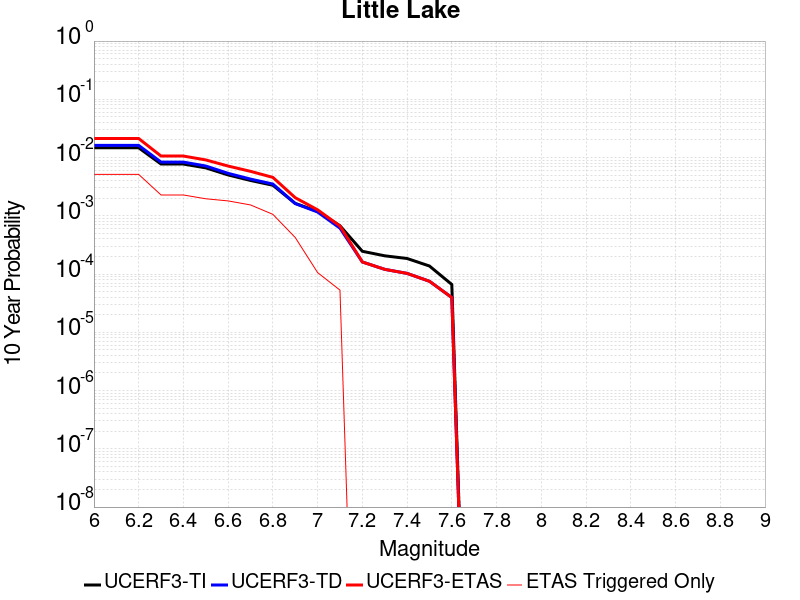 Little Lake
10 Year Probability
10^0
10^-1
10^-2
10^-3
10^-4
10^-5
10^-6
10^-7
10^-8
6 6.2 6.4 6.6 6.8 7 7.2 7.4 7.6 7.8 8 8.2 8.4 8.6 8.8 9
Magnitude
UCERF3-TI UCERF3-TD UCERF3-ETAS ETAS Triggered Only